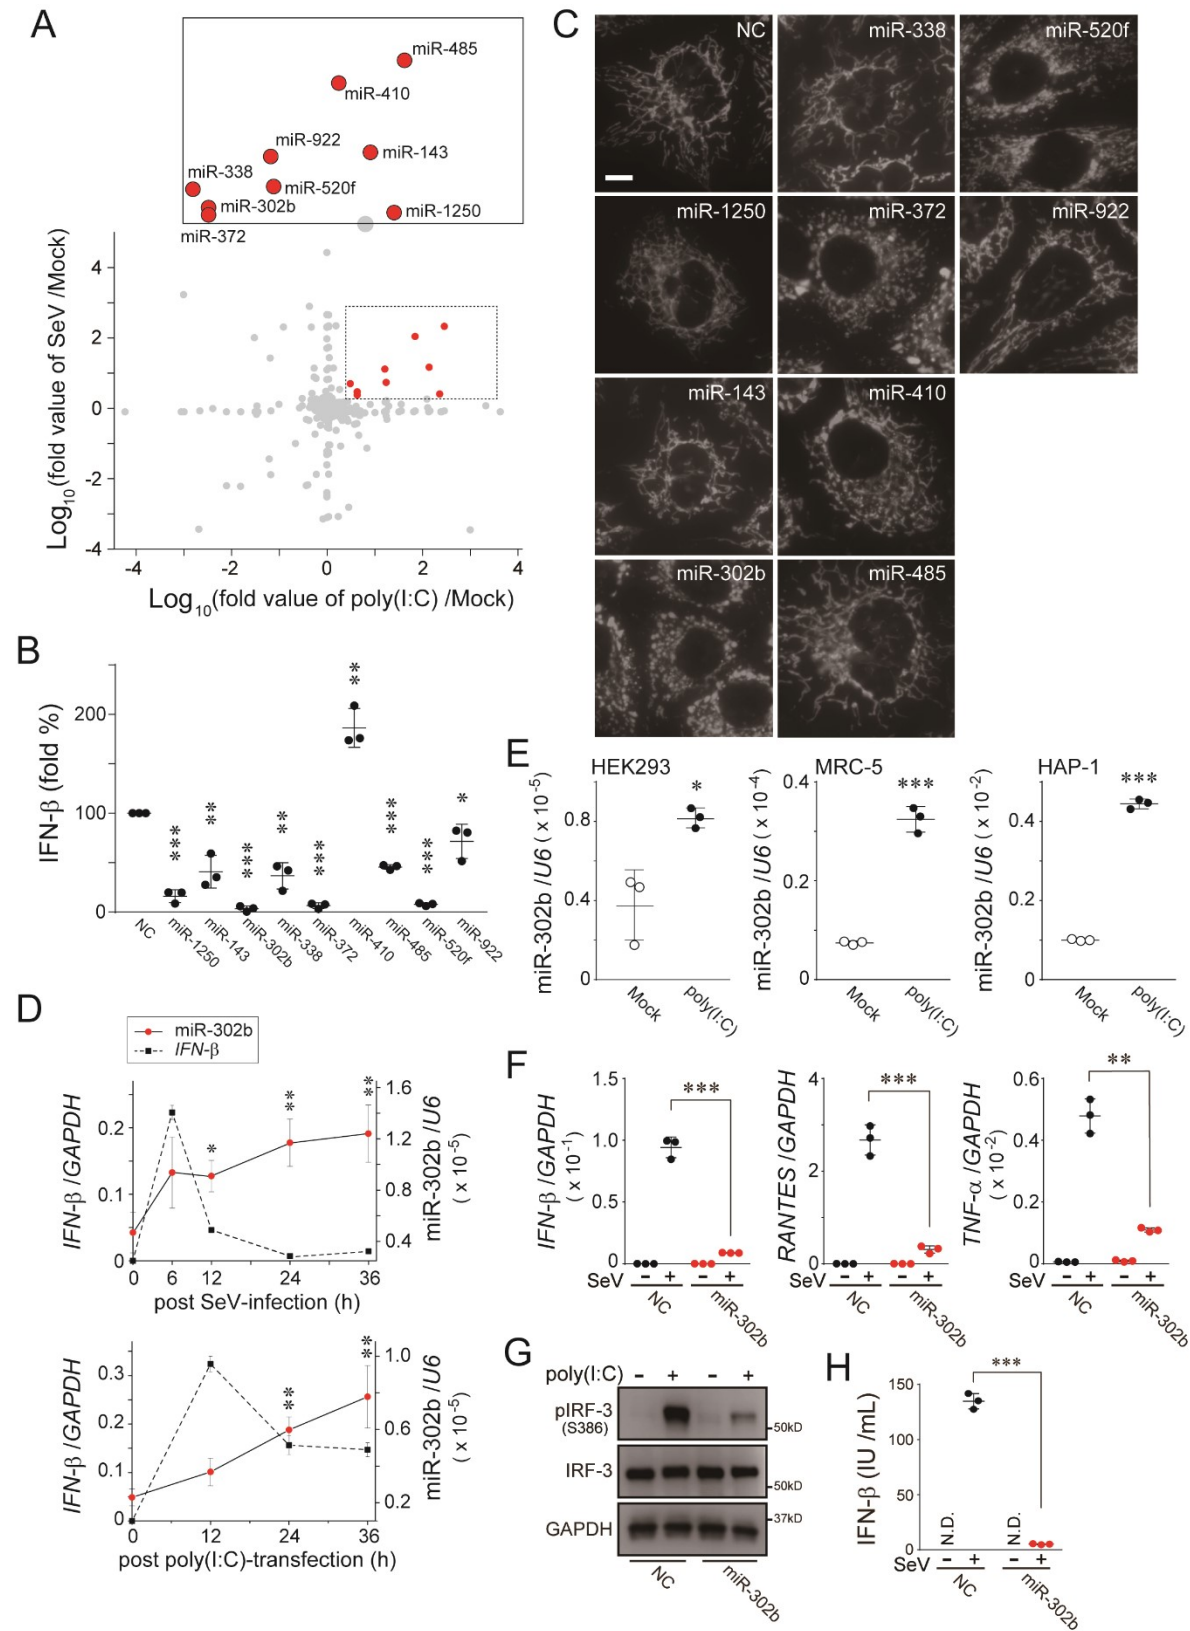 A
miR-485
miR-410
miR-922
miR-143
miR-338
miR-520f
miR-302b
miR-1250
miR-372
4
2
0
-2
-4
-4 -2 0 2 4
Log10(fold value of SeV /Mock)
Log10(fold value of poly(I:C) /Mock)
B
IFN-β (fold %)
200
100
0
** 
*** ** *** ** *** *** *** *
NC miR-1250 miR-143 miR-302b miR-338 miR-372 miR-410 miR-485 miR-520f miR-922
C
NC miR-338 miR-520f
miR-1250 miR-372 miR-922
miR-143 miR-410
miR-302b miR-485
D
miR-302b
IFN-β
IFN-β /GAPDH
0.2
0.1
0
1.6
1.2
0.8
0.4
miR-302b /U6
( x 10-5)
* ** **
0 6 12 24 36
post SeV-infection (h)
IFN-β /GAPDH
0.3
0.2
0.1
0
1.0
0.6
0.2
miR-302b /U6
( x 10-5)
** **
0 12 24 36
post poly(I:C)-transfection (h)
E
HEK293
miR-302b /U6 ( x 10-5)
0.8
0.4
0
*
Mock poly(I:C)
MRC-5
miR-302b /U6 ( x 10-4)
0.4
0.2
0
***
Mock poly(I:C)
HAP-1
miR-302b /U6 ( x 10-2)
0.4
0.2
0
***
Mock poly(I:C)
F
IFN-β /GAPDH
( x 10-1)
1.5
1.0
0.5
0
***
SeV - + - +
NC miR-302b
RANTES /GAPDH
4
2
0
***
SeV - + - +
NC miR-302b
TNF-α /GAPDH
( x 10-2)
0.6
0.4
0.2
0
**
SeV - + - +
NC miR-302b
G
poly(I:C) - + - +
pIRF-3
(S386)
50kD
IRF-3
50kD
37kD
GAPDH
NC miR-302b
H
IFN-β (IU /mL)
150
100
50
0
***
N.D. N.D.
SeV - + - +
NC miR-302b